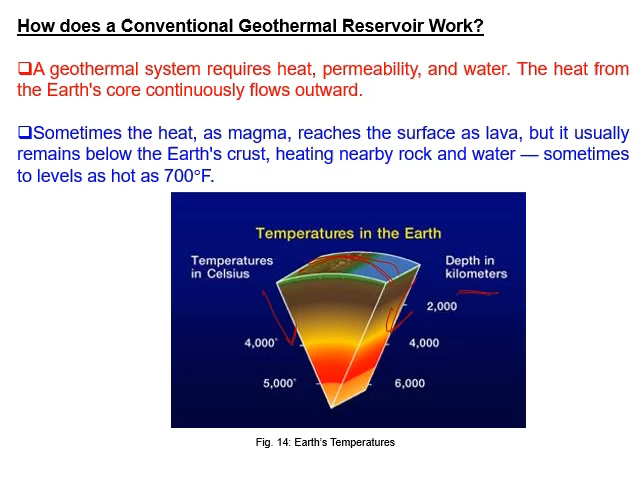 How does a Conventional Geothermal Reservoir Work?
❑A geothermal system requires heat, permeability, and water. The heat from
the Earth's core continuously flows outward.
❑Sometimes the heat, as magma, reaches the surface as lava, but it usually
remains below the Earth's crust, heating nearby rock and water — sometimes
to levels as hot as 700°F.
Temperatures in the Earth
Temperatures
in Celsius
Depth in
kilometers
2,000
4,000°
4,000
5,000°
6,000
Fig. 14: Earth's Temperatures